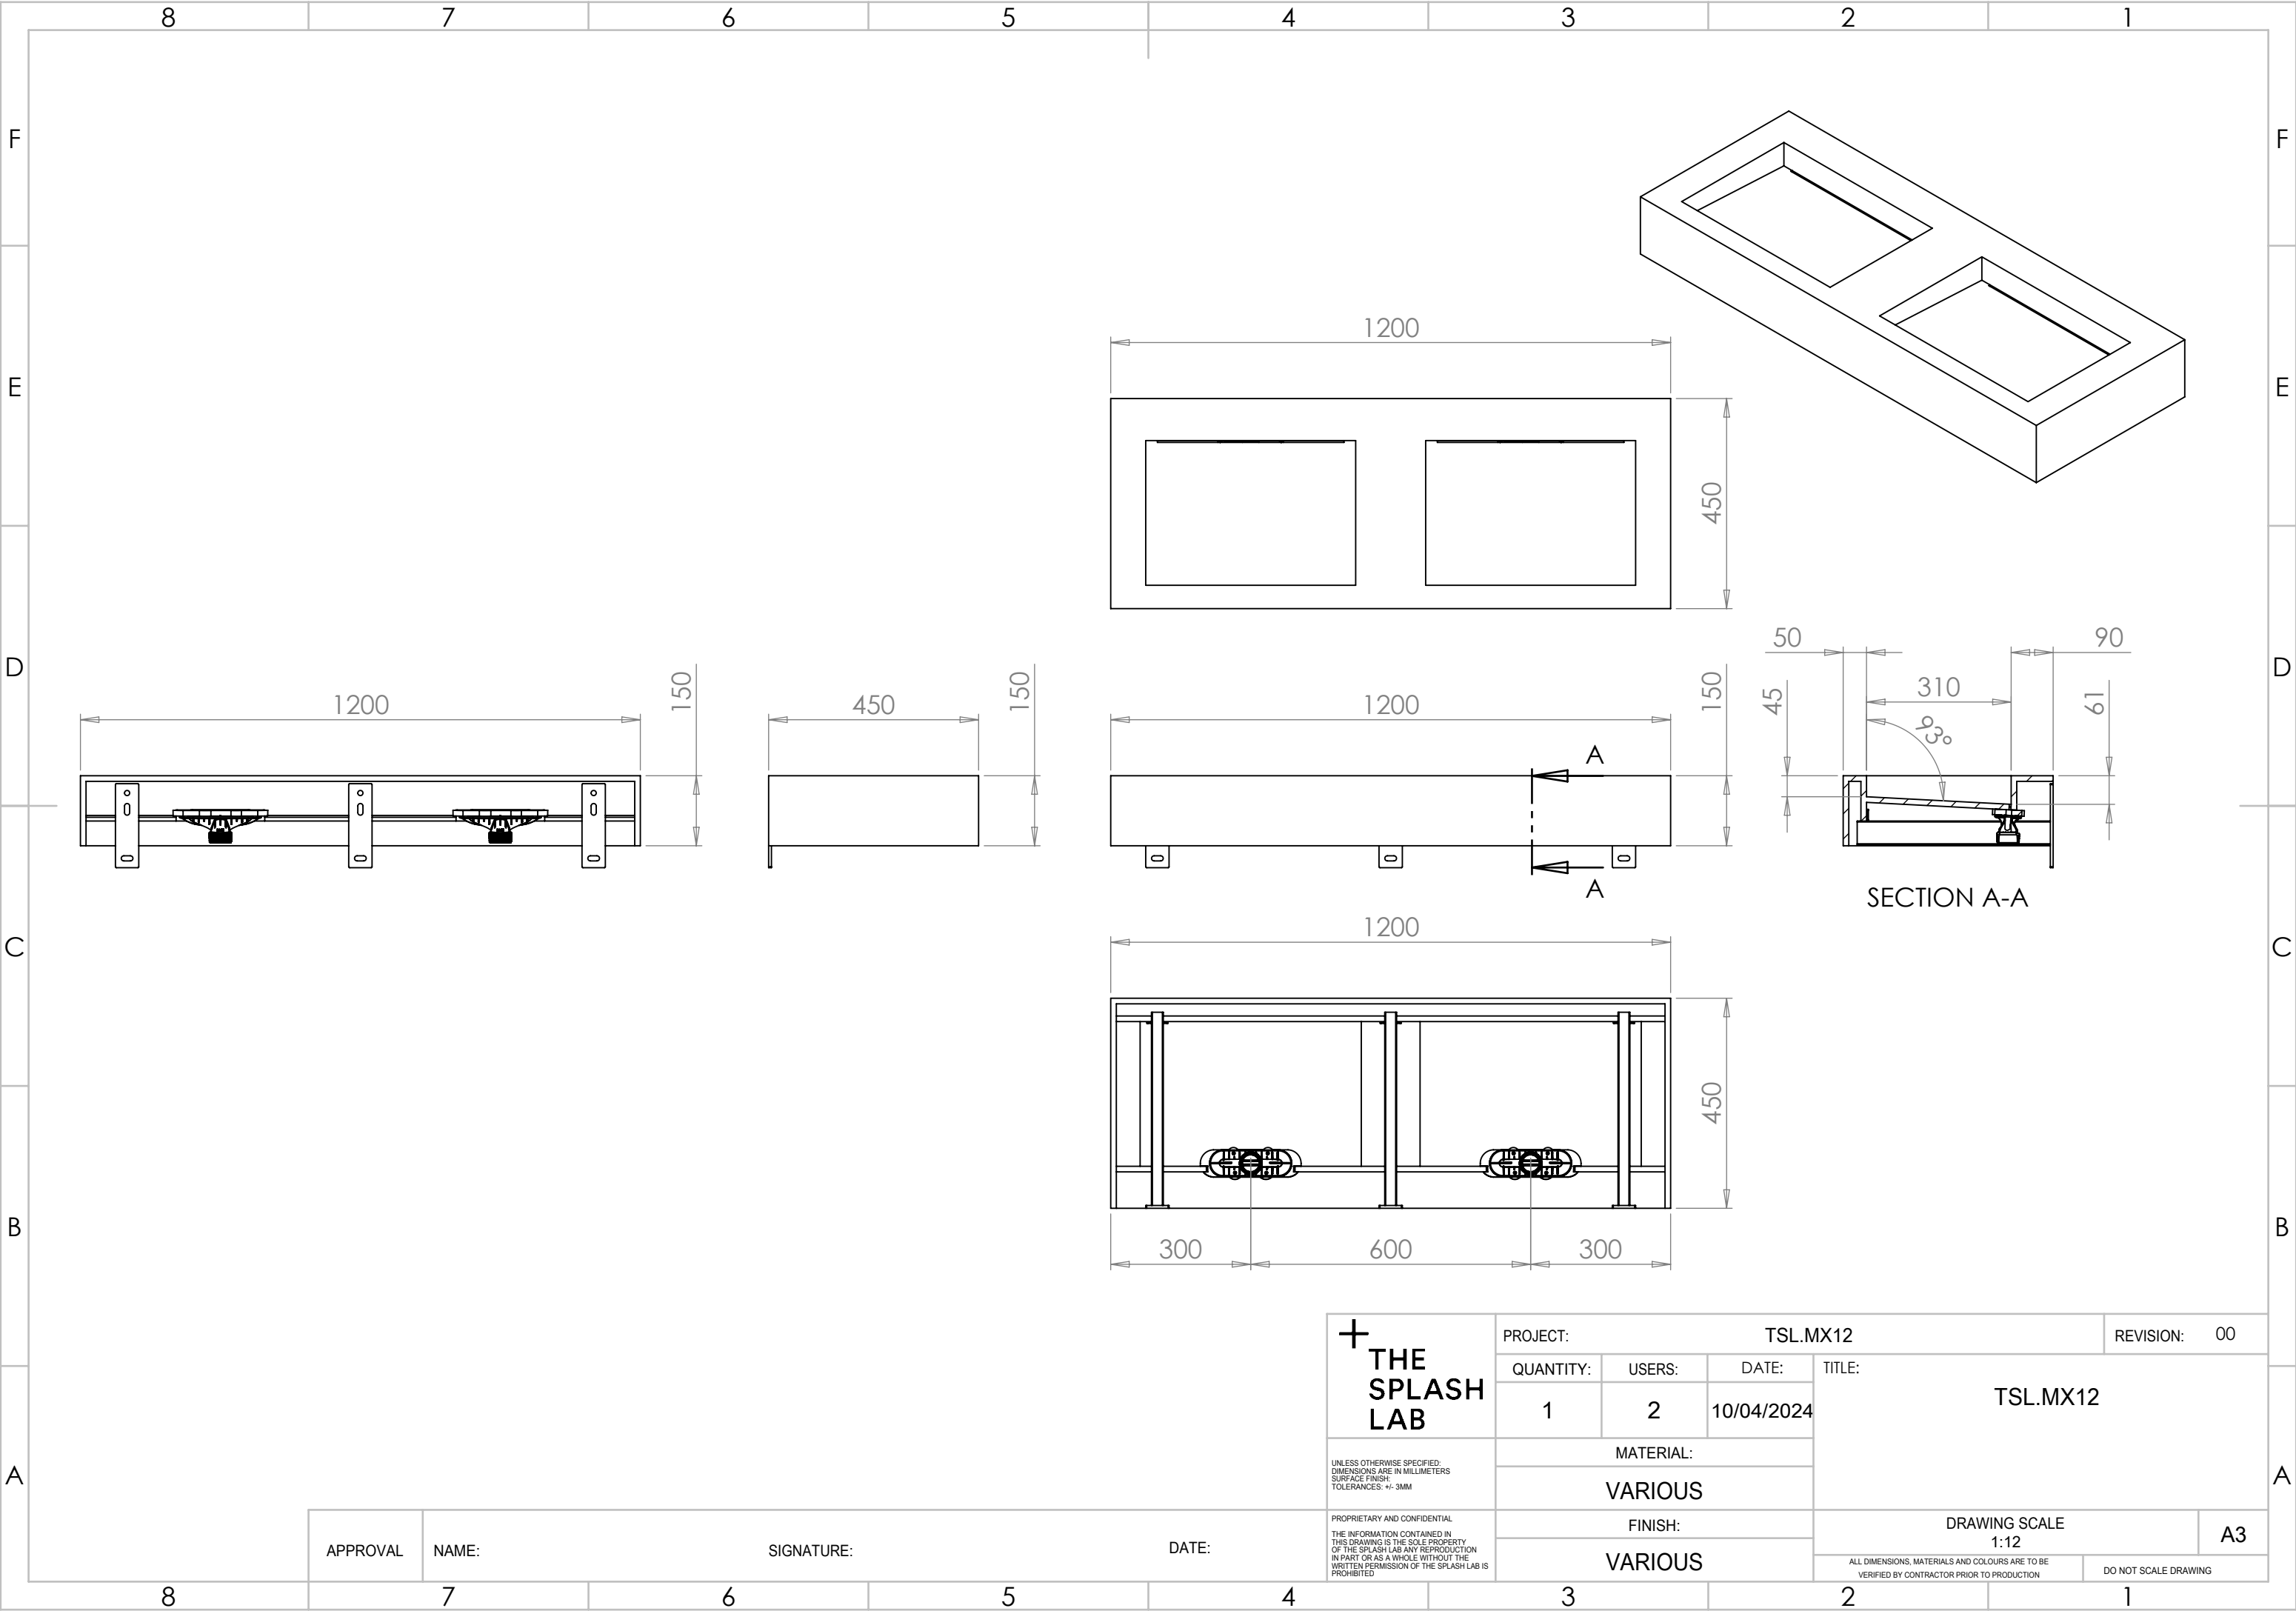 8 7 6 5 4 3 2 1
F F
E E
D D
C C
B B
A A
1200
450
1200
150
450
150
1200
150
A
A
50
90
310
45
61
93°
SECTION A-A
1200
450
300
600
300
THE
SPLASH
LAB
PROJECT: TSL.MX12
REVISION: 00
QUANTITY: USERS: DATE: TITLE:
1 2 10/04/2024
TSL.MX12
MATERIAL:
VARIOUS
FINISH:
VARIOUS
UNLESS OTHERWISE SPECIFIED:
DIMENSIONS ARE IN MILLIMETERS
SURFACE FINISH:
TOLERANCES: +/- 3MM
PROPRIETARY AND CONFIDENTIAL
THE INFORMATION CONTAINED IN
THIS DRAWING IS THE SOLE PROPERTY
OF THE SPLASH LAB ANY REPRODUCTION
IN PART OR AS A WHOLE WITHOUT THE
WRITTEN PERMISSION OF THE SPLASH LAB IS
PROHIBITED
DRAWING SCALE
1:12
A3
ALL DIMENSIONS, MATERIALS AND COLOURS ARE TO BE
VERIFIED BY CONTRACTOR PRIOR TO PRODUCTION
DO NOT SCALE DRAWING
APPROVAL NAME: SIGNATURE: DATE:
8 7 6 5 4 3 2 1